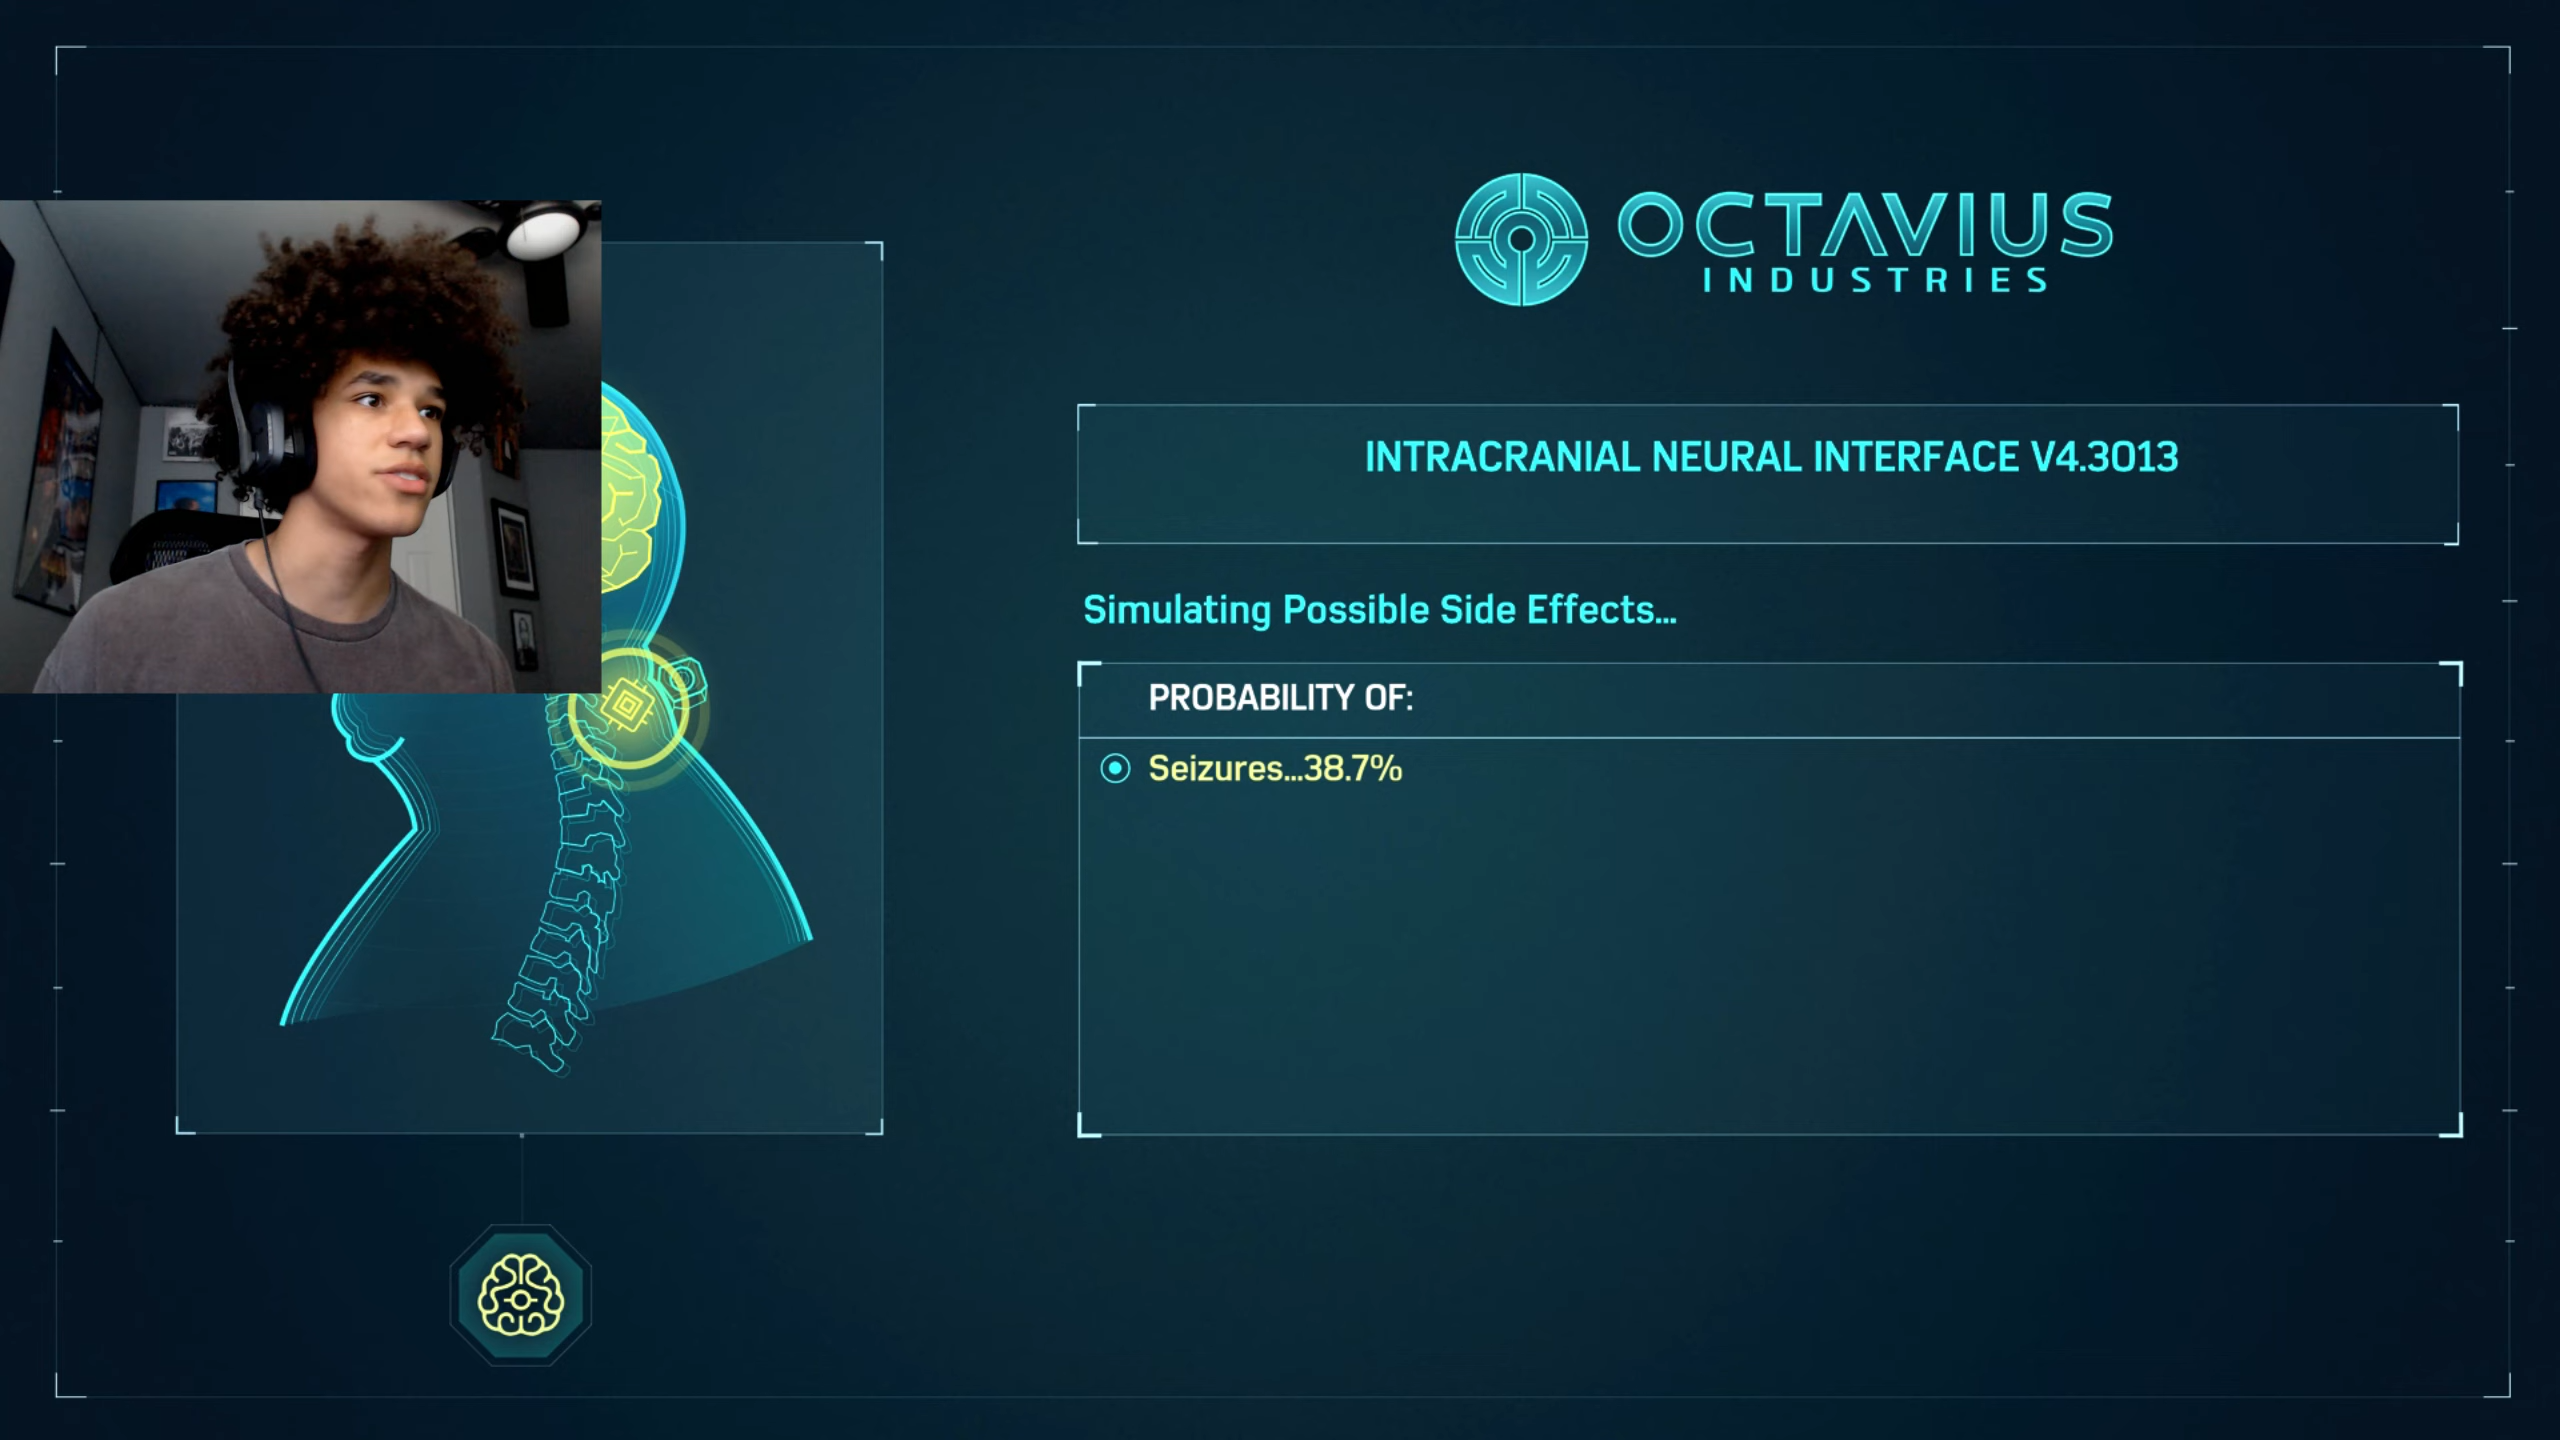 OCTAVIUS
INDUSTRIES
INTRACRANIAL NEURAL INTERFACE V4.3013
Simulating Possible Side Effects...
PROBABILITY OF:
Seizures...38.7%